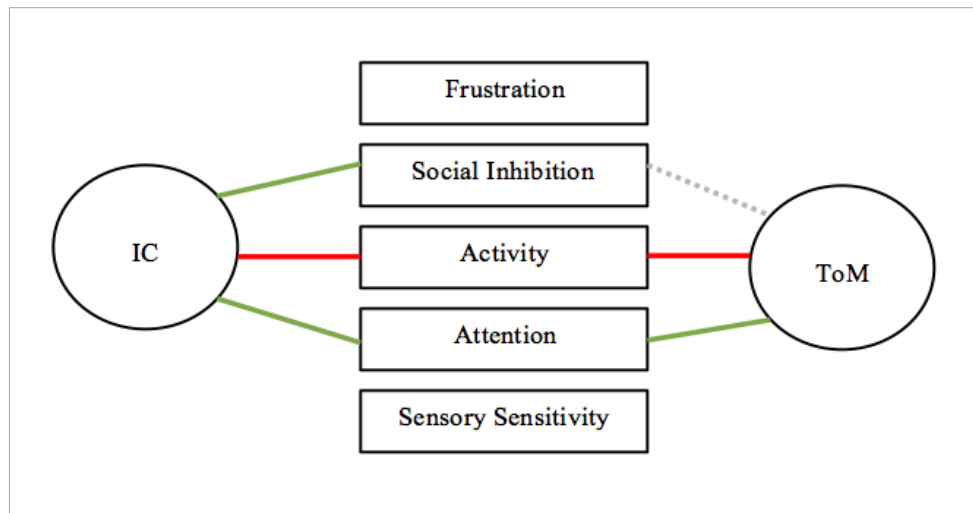 Frustration
Social Inhibition
IC
Activity
ToM
Attention
Sensory Sensitivity